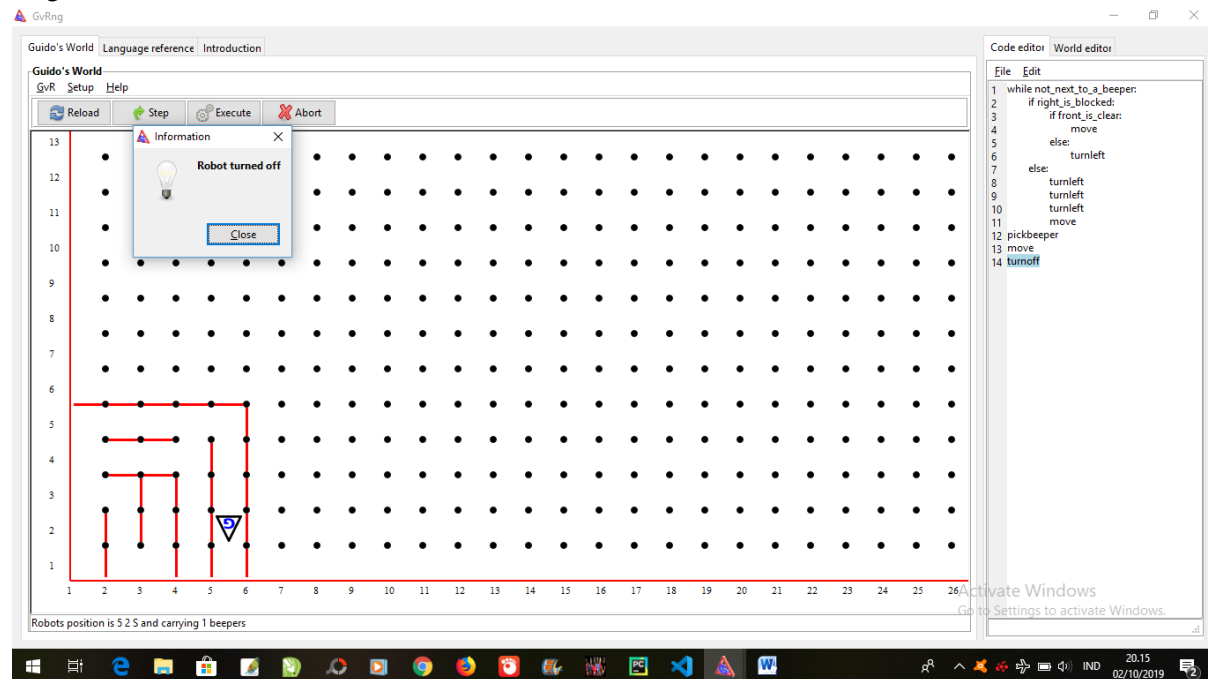 GvRng
Guido's World Language reference Introduction
Guido's World
GvR Setup Help
Reload Step Execute Abort
Information
Robot turned off
Close
13
12
11
10
9
8
7
6
5
4
3
2
1
1 2 3 4 5 6 7 8 9 10 11 12 13 14 15 16 17 18 19 20 21 22 23 24 25 26
G
Robots position is 5 2 S and carrying 1 beepers
Code editor World editor
File Edit
1 while not_next_to_a_beeper:
2 if right_is_blocked:
3 if front_is_clear:
4 move
5 else:
6 turnleft
7 else:
8 turnleft
9 turnleft
10 turnleft
11 move
12 pickbeeper
13 move
14 turnoff
Activate Windows
Go to Settings to activate Windows.
PC
W
IND
20.15
02/10/2019
2